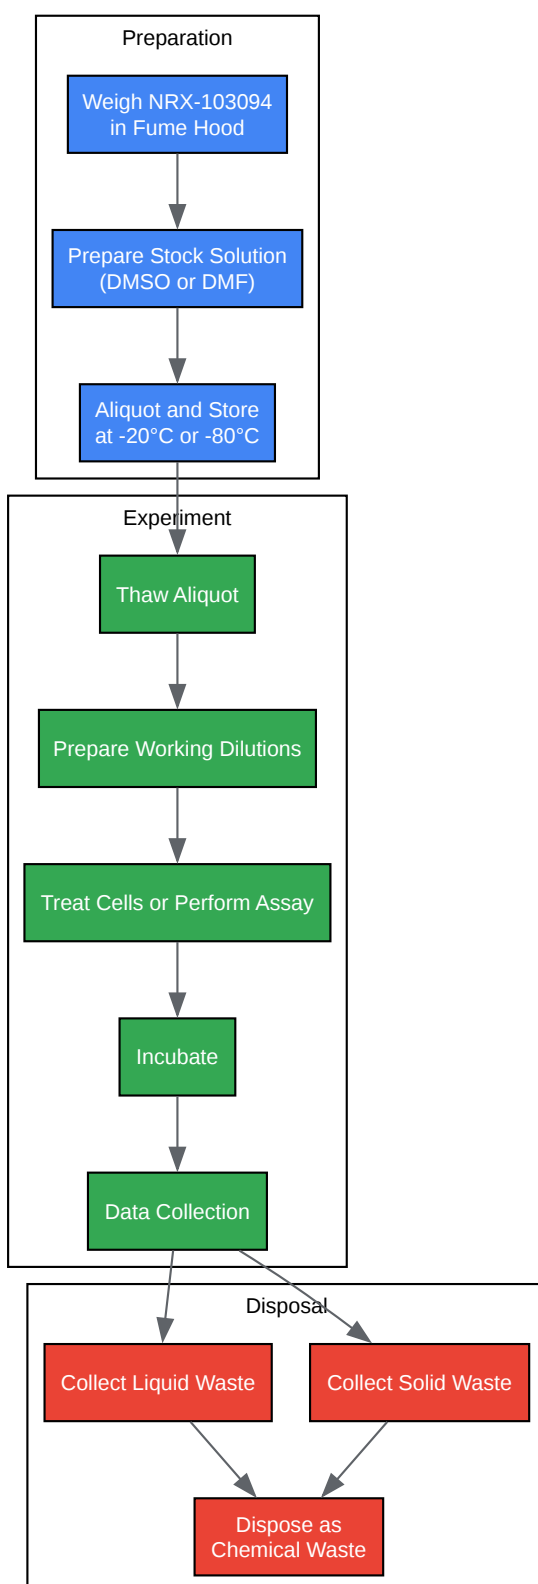 Preparation
Weigh NRX-103094
in Fume Hood
Prepare Stock Solution
(DMSO or DMF)
Aliquot and Store
at -20°C or -80°C
Experiment
Thaw Aliquot
Prepare Working Dilutions
Treat Cells or Perform Assay
Incubate
Data Collection
Disposal
Collect Liquid Waste
Collect Solid Waste
Dispose as
Chemical Waste